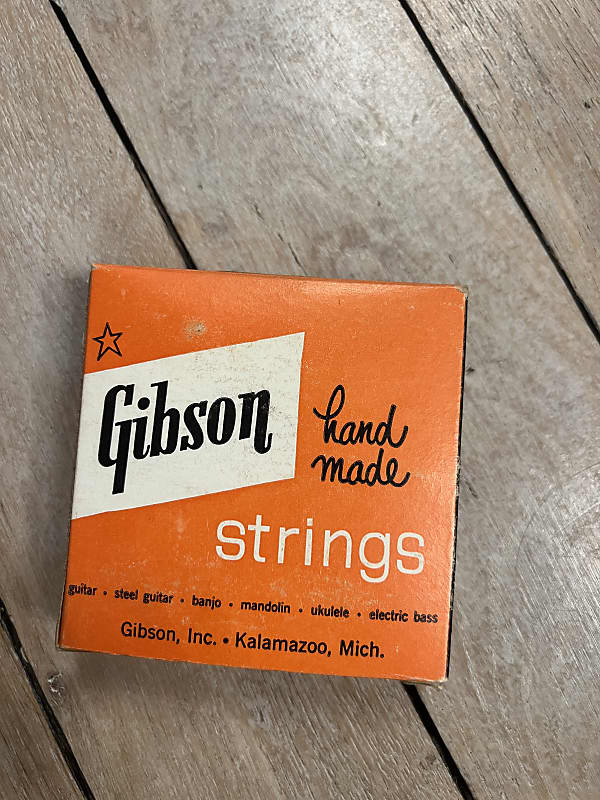 Gibson
hand
made
strings
guitar • steel guitar • banjo • mandolin • ukulele • electric bass
Gibson, Inc. • Kalamazoo, Mich.